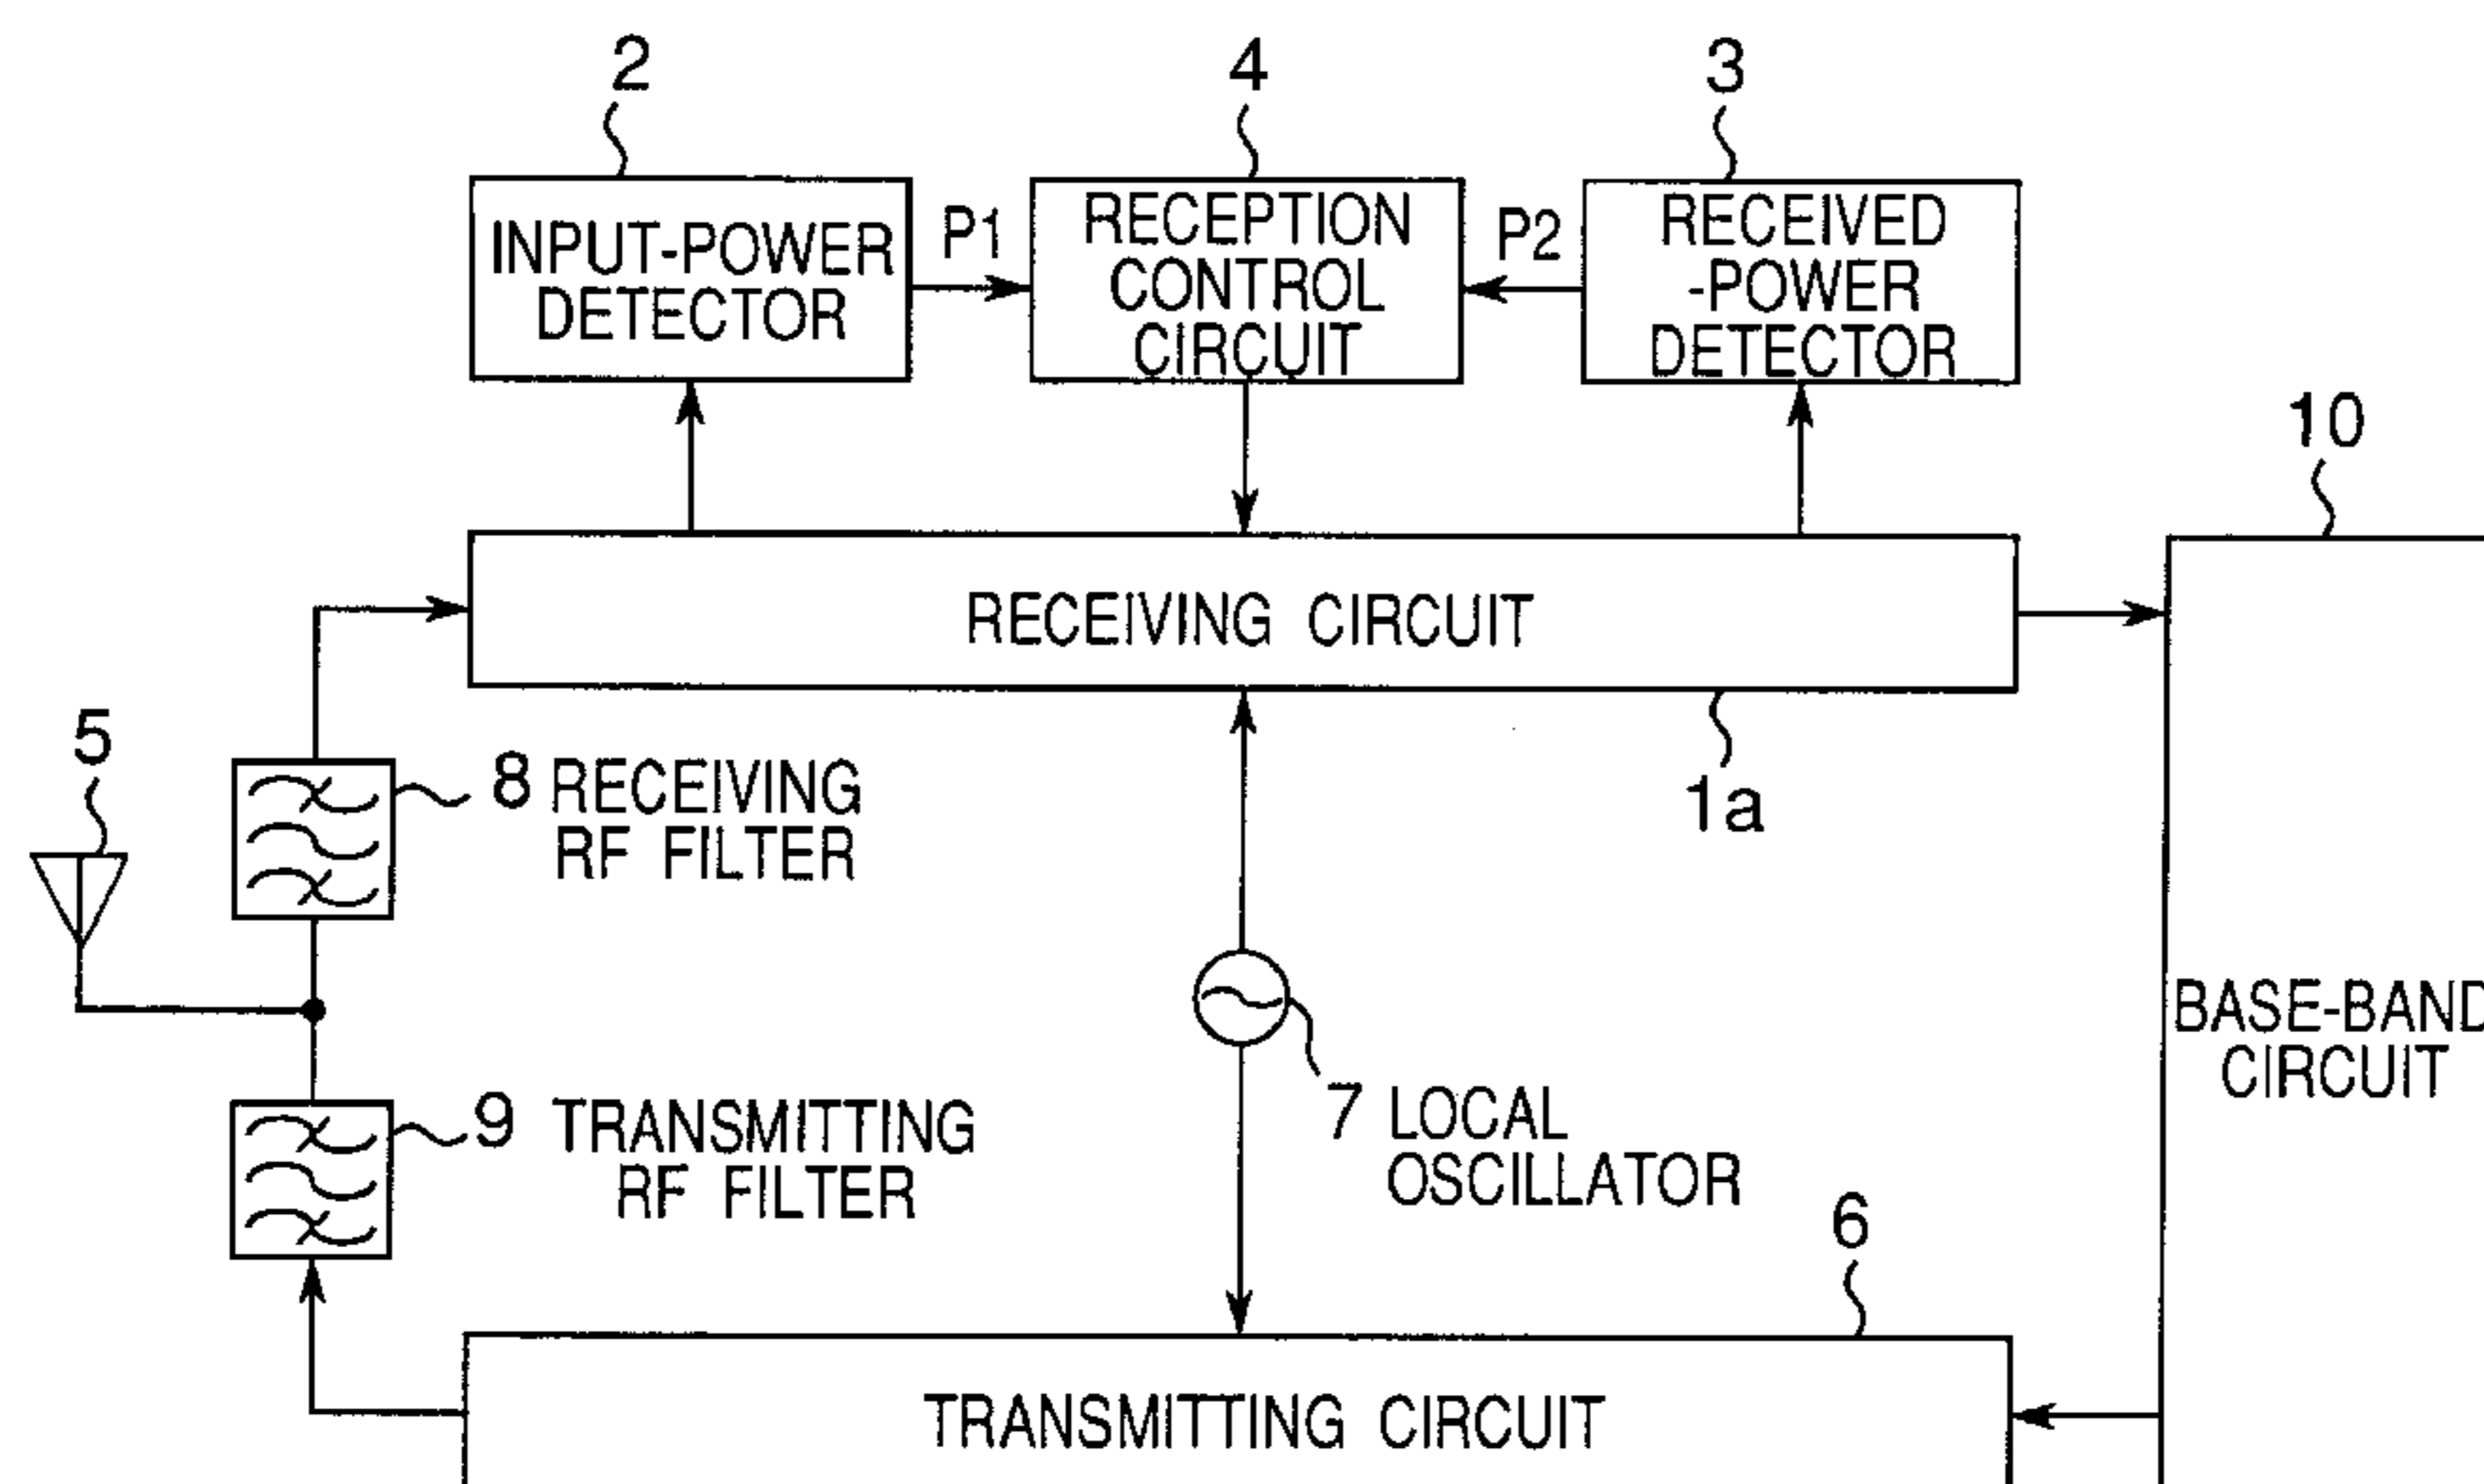 2
4
3
INPUT-POWER
DETECTOR
P1
RECEPTION
CONTROL
CIRCUIT
P2
RECEIVED
-POWER
DETECTOR
10
RECEIVING CIRCUIT
1a
5
8 RECEIVING
RF FILTER
BASE-BAND
CIRCUIT
9 TRANSMITTING
RF FILTER
7 LOCAL
OSCILLATOR
6
TRANSMITTING CIRCUIT